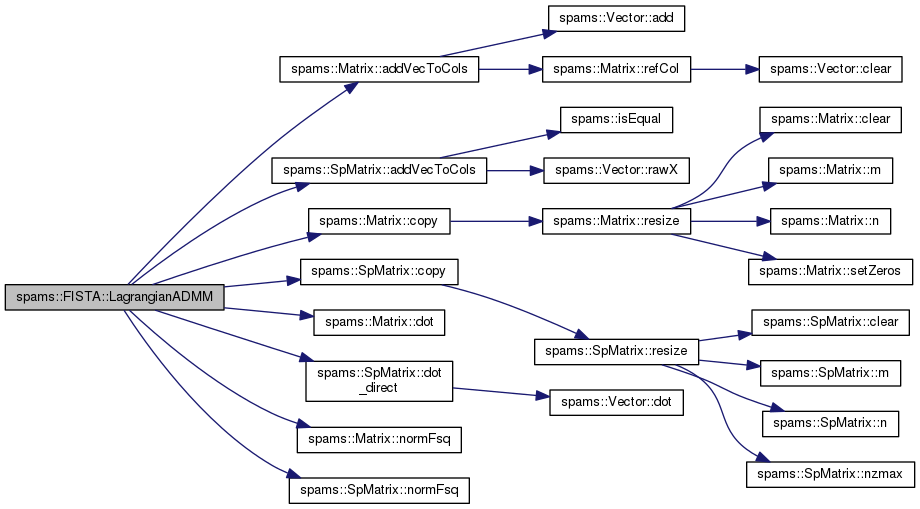 spams::FISTA::LagrangianADMM
spams::Matrix::addVecToCols
spams::Vector::add
spams::Matrix::refCol
spams::Vector::clear
spams::SpMatrix::addVecToCols
spams::isEqual
spams::Vector::rawX
spams::Matrix::copy
spams::Matrix::resize
spams::Matrix::clear
spams::Matrix::m
spams::Matrix::n
spams::Matrix::setZeros
spams::SpMatrix::copy
spams::SpMatrix::resize
spams::SpMatrix::clear
spams::SpMatrix::m
spams::SpMatrix::n
spams::SpMatrix::nzmax
spams::Matrix::dot
spams::SpMatrix::dot
_direct
spams::Vector::dot
spams::Matrix::normFsq
spams::SpMatrix::normFsq